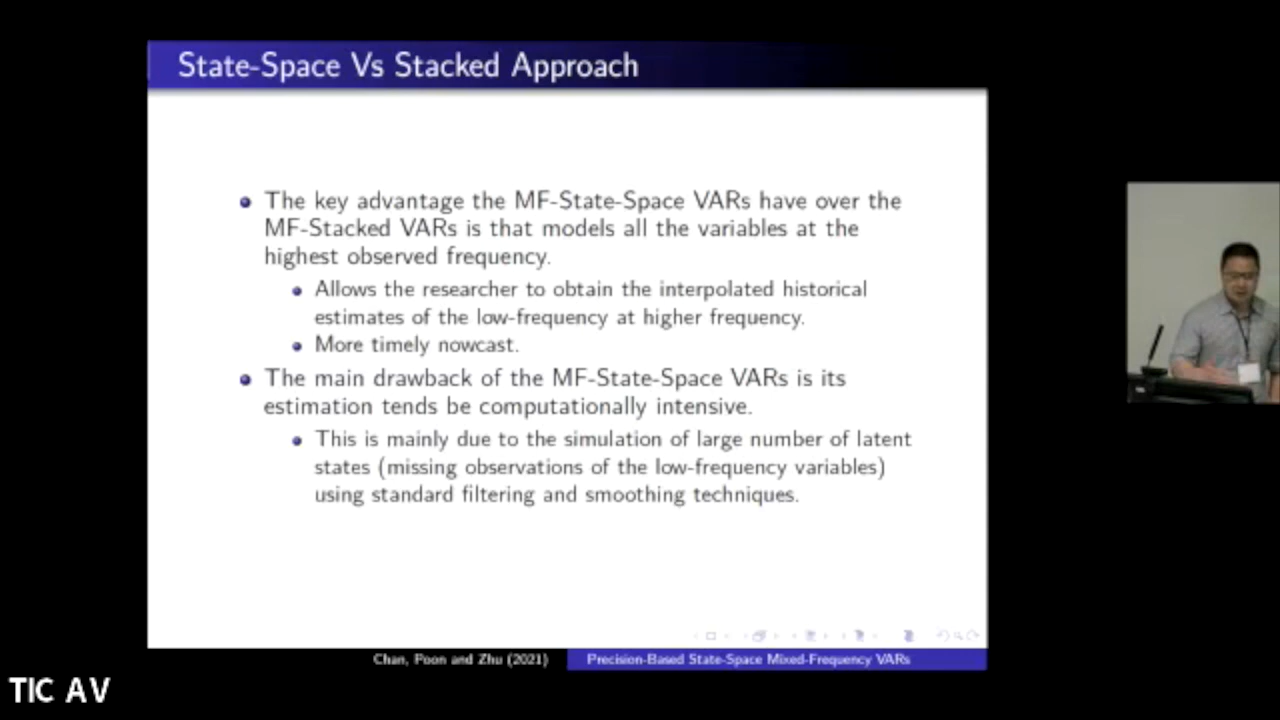 State-Space Vs Stacked Approach
The key advantage the MF-State-Space VARs have over the
MF-Stacked VARs is that models all the variables at the
highest observed frequency.
Allows the researcher to obtain the interpolated historical
estimates of the low-frequency at higher frequency.
More timely nowcast.
The main drawback of the MF-State-Space VARs is its
estimation tends be computationally intensive.
This is mainly due to the simulation of large number of latent
states (missing observations of the low-frequency variables)
using standard filtering and smoothing techniques.
Chan, Poon and Zhu (2021)
Precision-Based State-Space Mixed-Frequency VARs
TIC AV